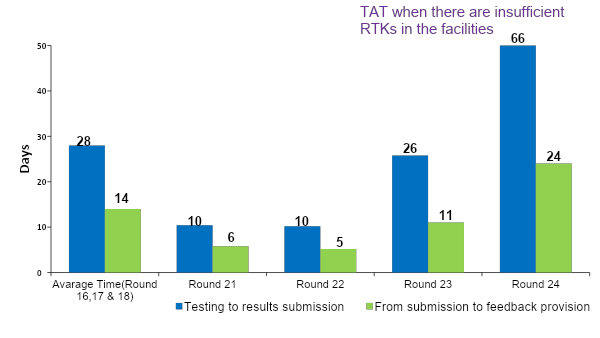 TAT when there are insufficient
RTKs in the facilities
Days
50
40
30
20
10
0
28
14
10
6
10
5
26
11
66
24
Avarage Time(Round
16,17 & 18)
Round 21
Round 22
Round 23
Round 24
Testing to results submission
From submission to feedback provision